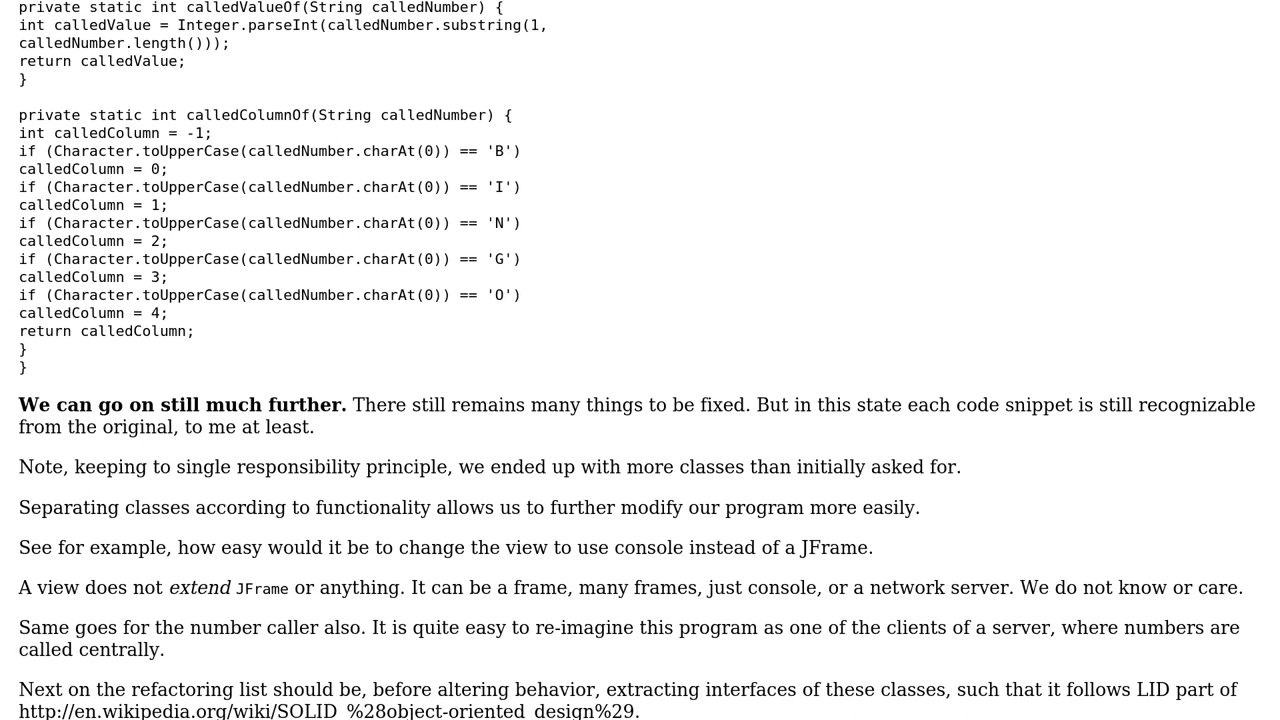 private static int calledValueOf(String calledNumber) {
int calledValue = Integer.parseInt(calledNumber.substring(1,
calledNumber.length()));
return calledValue;
}
private static int calledColumnOf(String calledNumber) {
int calledColumn = -1;
if (Character.toUpperCase(calledNumber.charAt(0)) == 'B')
calledColumn = 0;
if (Character.toUpperCase(calledNumber.charAt(0)) == 'I')
calledColumn = 1;
if (Character.toUpperCase(calledNumber.charAt(0)) == 'N')
calledColumn = 2;
if (Character.toUpperCase(calledNumber.charAt(0)) == 'G')
calledColumn = 3;
if (Character.toUpperCase(calledNumber.charAt(0)) == 'O')
calledColumn = 4;
return calledColumn;
}
}
We can go on still much further. There still remains many things to be fixed. But in this state each code snippet is still recognizable
from the original, to me at least.
Note, keeping to single responsibility principle, we ended up with more classes than initially asked for.
Separating classes according to functionality allows us to further modify our program more easily.
See for example, how easy would it be to change the view to use console instead of a JFrame.
A view does not extend JFrame or anything. It can be a frame, many frames, just console, or a network server. We do not know or care.
Same goes for the number caller also. It is quite easy to re-imagine this program as one of the clients of a server, where numbers are
called centrally.
Next on the refactoring list should be, before altering behavior, extracting interfaces of these classes, such that it follows LID part of
http://en.wikipedia.org/wiki/SOLID_%28object-oriented_design%29.